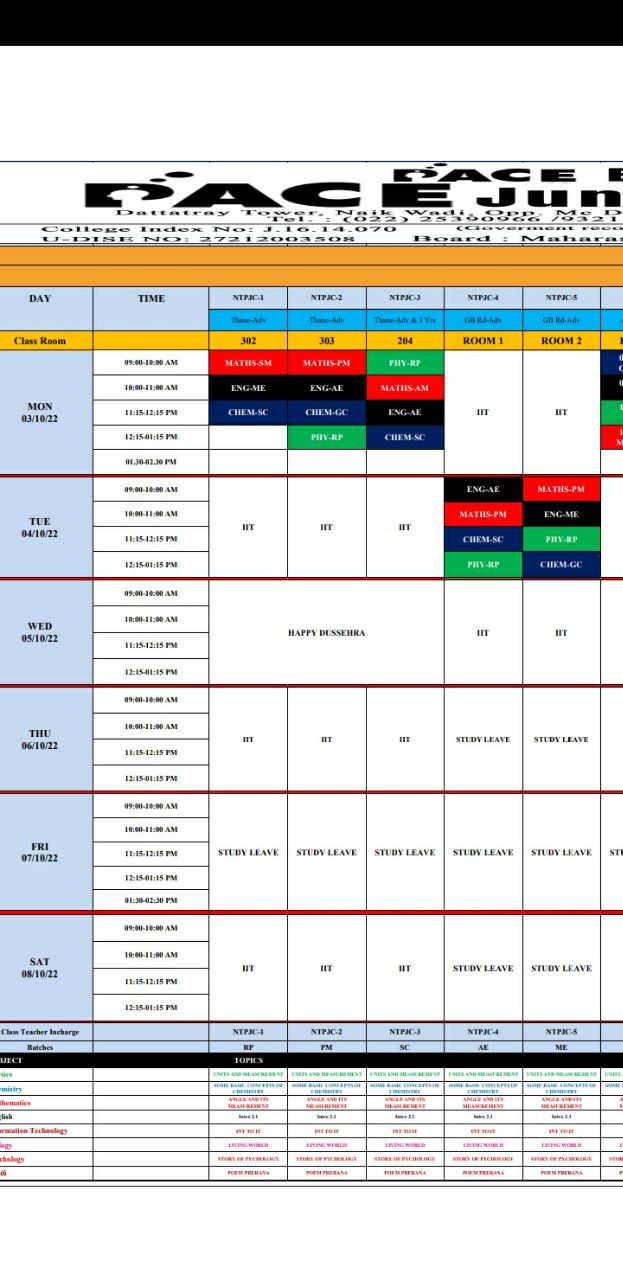 PACE
PACE Jun
Dattatray Tower, Naik Wadi, Opp. Mc D
Tel. : (022) 25390966 /9321
College Index No: J.16.14.070 (Goverment reco
U-DISE NO: 27212003508 Board : Maharas
DAY TIME NTPJC-1 NTPJC-2 NTPJC-3 NTPJC-4 NTPJC-5
Thane-Adv Thane-Adv Thane-Adv & 3 Yrs GB Rd-Adv GB Rd-Adv
Class Room 302 303 204 ROOM 1 ROOM 2
MON
03/10/22
09:00-10:00 AM MATHS-SM MATHS-PM PHY-RP
10:00-11:00 AM ENG-ME ENG-AE MATHS-AM
11:15-12:15 PM CHEM-SC CHEM-GC ENG-AE IIT IIT
12:15-01:15 PM PHY-RP CHEM-SC
01.30-02.30 PM
TUE
04/10/22
09:00-10:00 AM ENG-AE MATHS-PM
10:00-11:00 AM MATHS-PM ENG-ME
IIT IIT IIT
11:15-12:15 PM CHEM-SC PHY-RP
12:15-01:15 PM PHY-RP CHEM-GC
WED
05/10/22
09:00-10:00 AM
10:00-11:00 AM
HAPPY DUSSEHRA IIT IIT
11:15-12:15 PM
12:15-01:15 PM
THU
06/10/22
09:00-10:00 AM
10:00-11:00 AM
IIT IIT IIT STUDY LEAVE STUDY LEAVE
11:15-12:15 PM
12:15-01:15 PM
FRI
07/10/22
09:00-10:00 AM
10:00-11:00 AM
11:15-12:15 PM STUDY LEAVE STUDY LEAVE STUDY LEAVE STUDY LEAVE STUDY LEAVE
12:15-01:15 PM
01:30-02:30 PM
SAT
08/10/22
09:00-10:00 AM
10:00-11:00 AM
IIT IIT IIT STUDY LEAVE STUDY LEAVE
11:15-12:15 PM
12:15-01:15 PM
Class Teacher Incharge NTPJC-1 NTPJC-2 NTPJC-3 NTPJC-4 NTPJC-5
Batches RP PM SC AE ME
JECT TOPICS
sics UNITS AND MEASUREMENT UNITS AND MEASUREMENT UNITS AND MEASUREMENT UNITS AND MEASUREMENT UNITS AND MEASUREMENT
emistry SOME BASIC CONCEPTS OF CHEMISTRY SOME BASIC CONCEPTS OF CHEMISTRY SOME BASIC CONCEPTS OF CHEMISTRY SOME BASIC CONCEPTS OF CHEMISTRY SOME BASIC CONCEPTS OF CHEMISTRY
thematics ANGLE AND ITS MEASUREMENT ANGLE AND ITS MEASUREMENT ANGLE AND ITS MEASUREMENT ANGLE AND ITS MEASUREMENT ANGLE AND ITS MEASUREMENT
glish Intro 2.1 Intro 2.1 Intro 2.1 Intro 2.1 Intro 2.1
ormation Technology INT TO IT INT TO IT INT TO IT INT TO IT INT TO IT
logy LIVING WORLD LIVING WORLD LIVING WORLD LIVING WORLD LIVING WORLD
chology STORY OF PYCHOLOGY STORY OF PYCHOLOGY STORY OF PYCHOLOGY STORY OF PYCHOLOGY STORY OF PYCHOLOGY
di POEM PRERANA POEM PRERANA POEM PRERANA POEM PRERANA POEM PRERANA